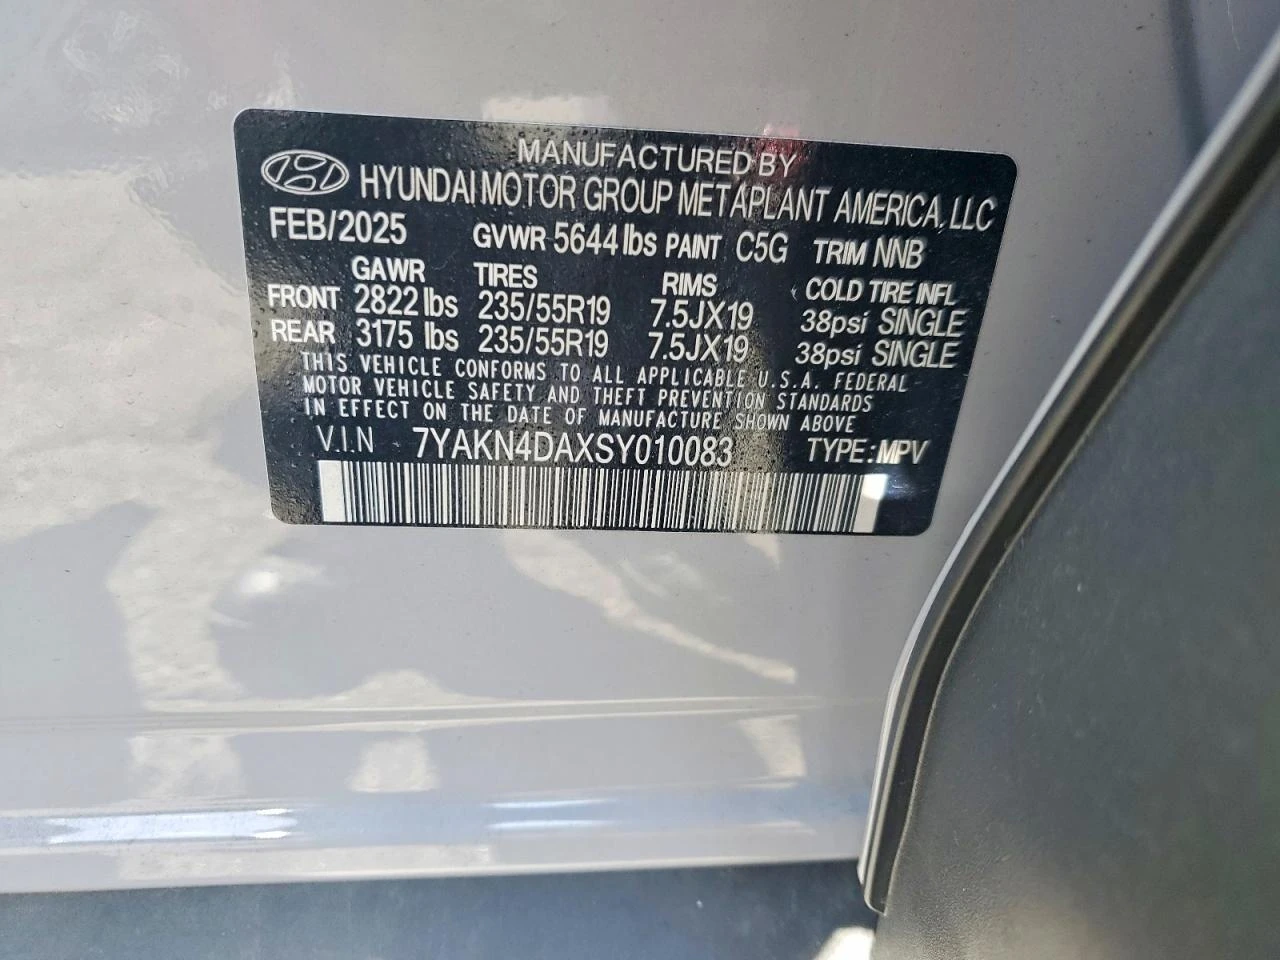 MANUFACTURED BY
HYUNDAI MOTOR GROUP METAPLANT AMERICA, LLC
FEB/2025 GVWR 5644 lbs PAINT C5G TRIM NNB
GAWR TIRES RIMS COLD TIRE INFL
FRONT 2822 lbs 235/55R19 7.5JX19 38psi SINGLE
REAR 3175 lbs 235/55R19 7.5JX19 38psi SINGLE
THIS VEHICLE CONFORMS TO ALL APPLICABLE U.S.A. FEDERAL
MOTOR VEHICLE SAFETY AND THEFT PREVENTION STANDARDS
IN EFFECT ON THE DATE OF MANUFACTURE SHOWN ABOVE
V.I.N 7YAKN4DAXSY010083 TYPE:MPV